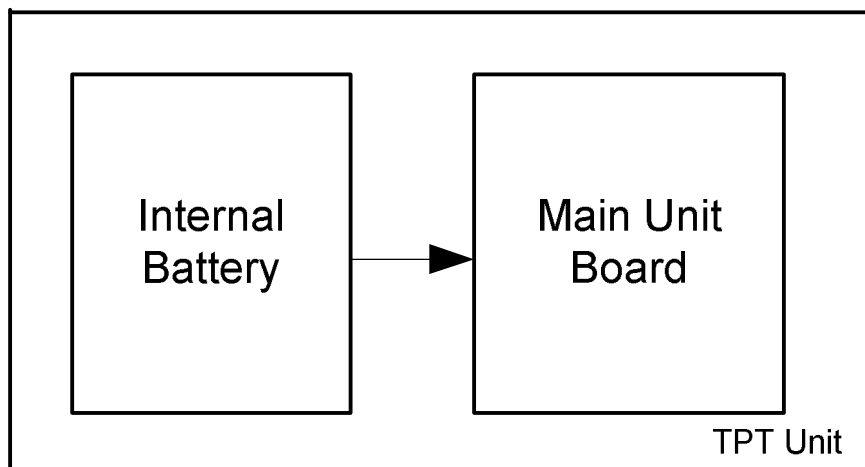 Internal
Battery
Main Unit
Board
TPT Unit